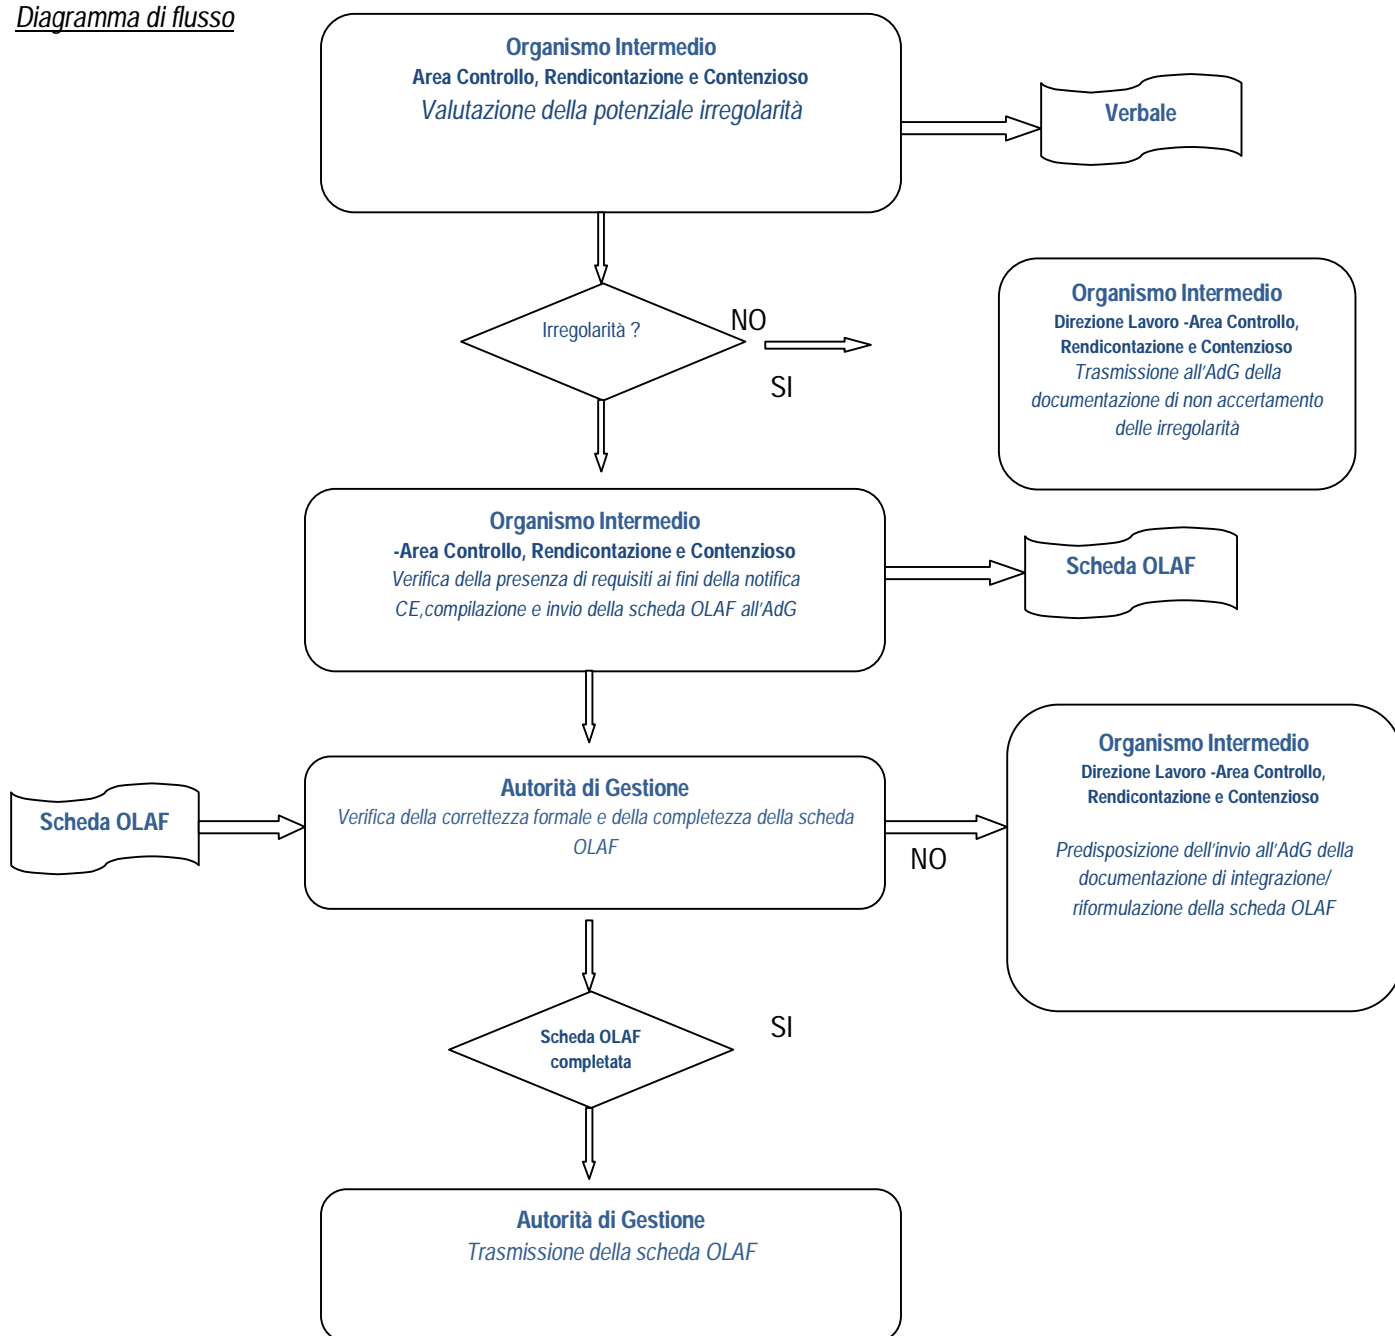 Diagramma di flusso
Organismo Intermedio
Area Controllo, Rendicontazione e Contenzioso
Valutazione della potenziale irregolarità
Verbale
Irregolarità ?
NO
SI
Organismo Intermedio
Direzione Lavoro -Area Controllo,
Rendicontazione e Contenzioso
Trasmissione all'AdG della
documentazione di non accertamento
delle irregolarità
Organismo Intermedio
-Area Controllo, Rendicontazione e Contenzioso
Verifica della presenza di requisiti ai fini della notifica
CE,compilazione e invio della scheda OLAF all'AdG
Scheda OLAF
Scheda OLAF
Autorità di Gestione
Verifica della correttezza formale e della completezza della scheda
OLAF
NO
Organismo Intermedio
Direzione Lavoro -Area Controllo,
Rendicontazione e Contenzioso
Predisposizione dell'invio all'AdG della
documentazione di integrazione/
riformulazione della scheda OLAF
Scheda OLAF
completata
SI
Autorità di Gestione
Trasmissione della scheda OLAF